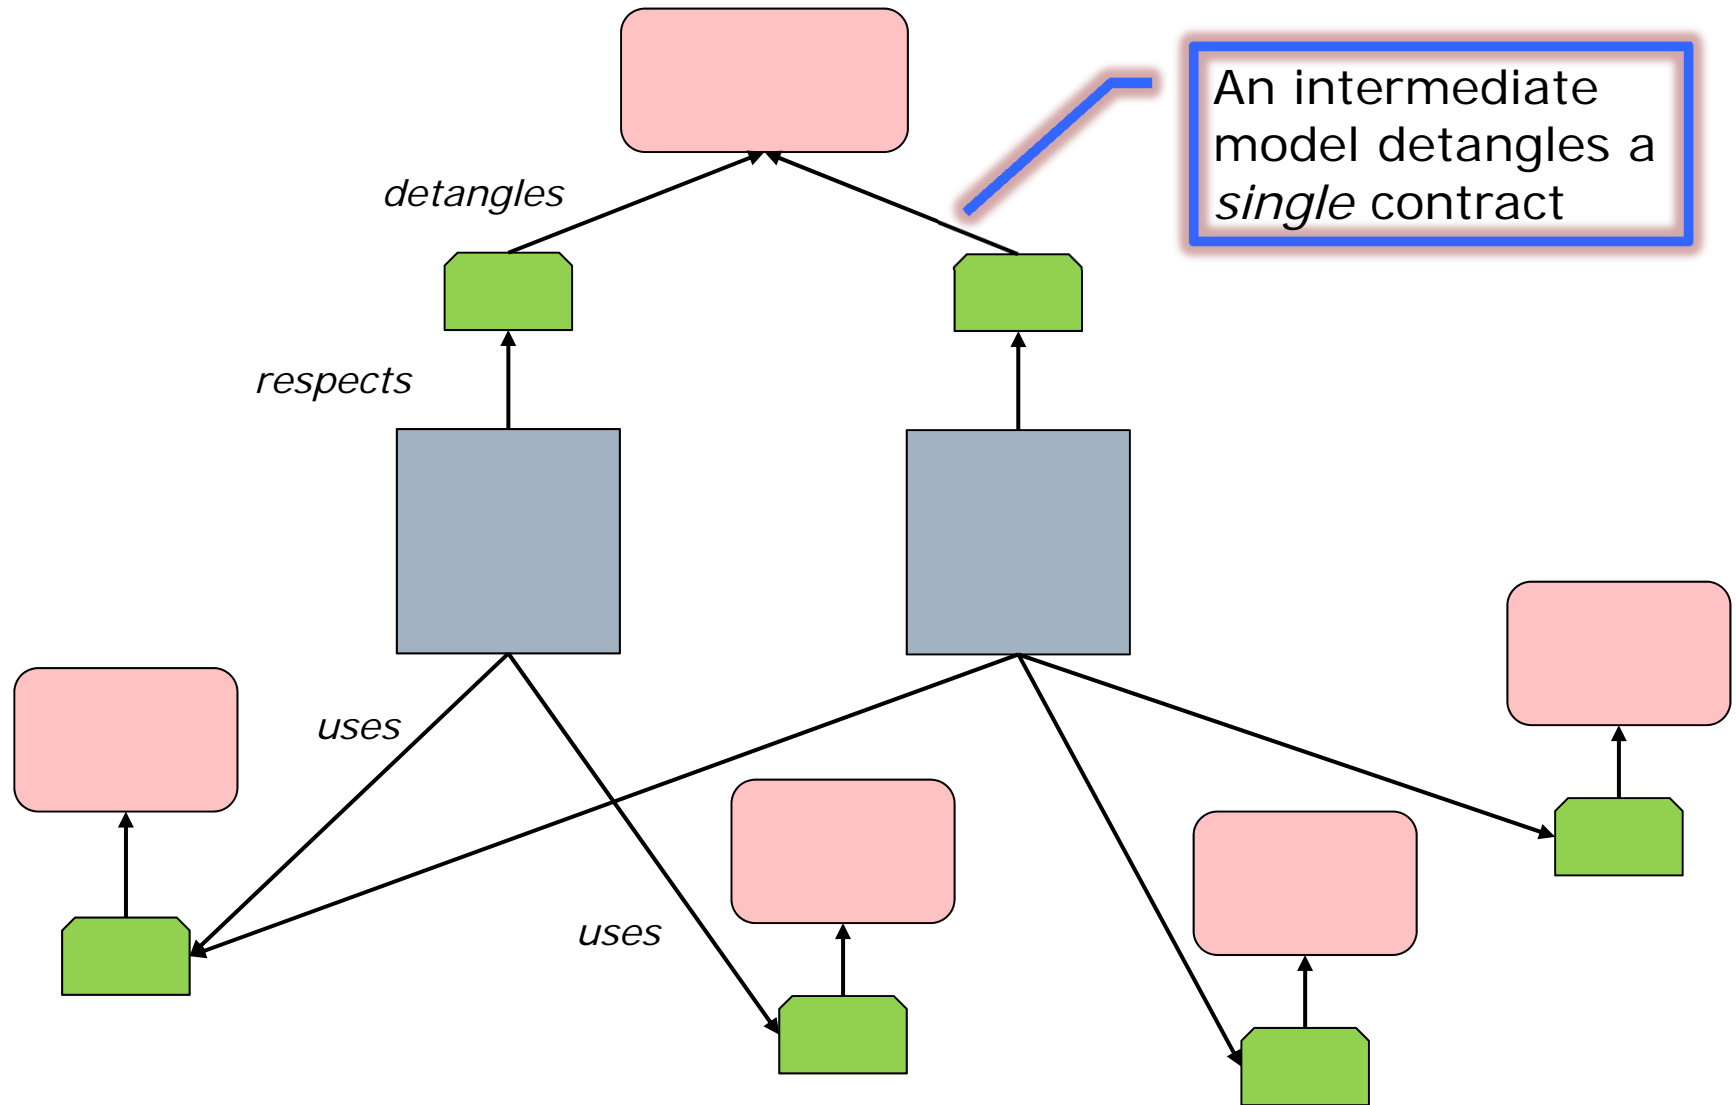 An intermediate
model detangles a
single contract
detangles
respects
uses
uses